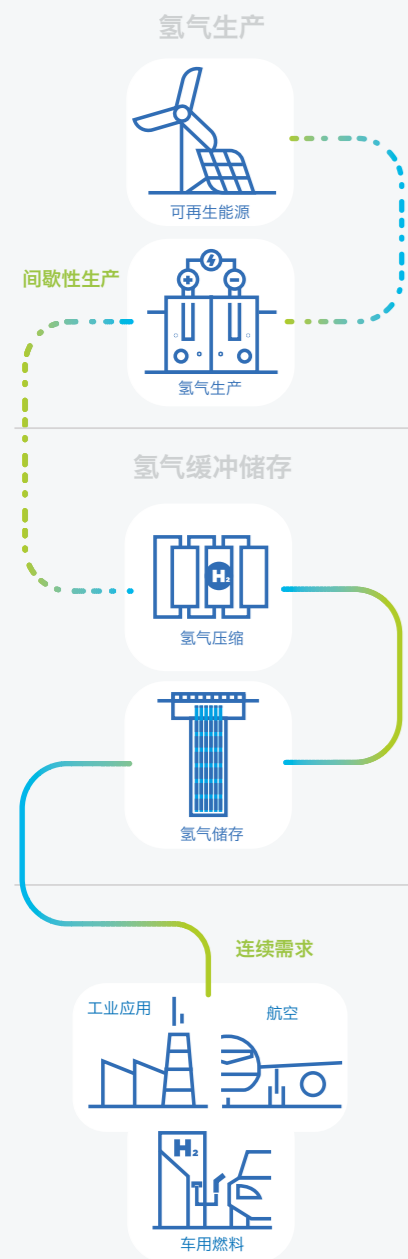 氢气生产
可再生能源
间歇性生产
氢气生产
氢气缓冲储存
H₂
氢气压缩
氢气储存
连续需求
工业应用
航空
H₂
车用燃料